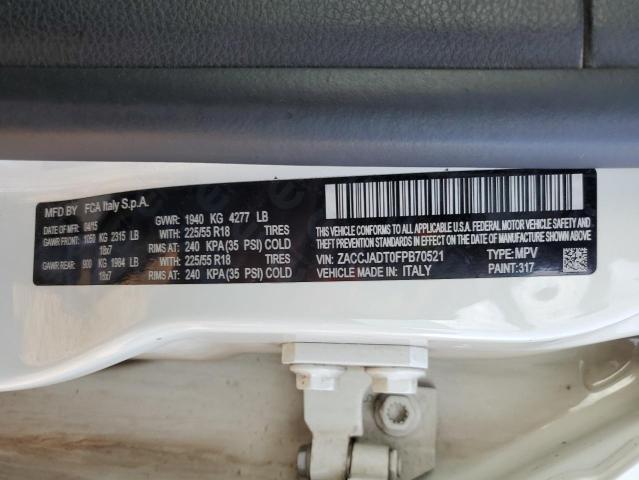 MFD BY FCA Italy S.p.A.
DATE OF MFT: 04/15 GVWR: 1940 KG 4277 LB
GAWR FRONT: 1050 KG 2315 LB WITH: 225/55 R18 TIRES
18x7 RIMS AT: 240 KPA (35 PSI) COLD
GAWR REAR: 900 KG 1984 LB WITH: 225/55 R18 TIRES
18x7 RIMS AT: 240 KPA (35 PSI) COLD
THIS VEHICLE CONFORMS TO ALL APPLICABLE U.S.A. FEDERAL MOTOR VEHICLE
SAFETY, BUMPER AND THEFT PREVENTION STANDARDS IN EFFECT ON THE DATE OF MANUFACTURE SHOWN ABOVE
VIN: ZACCJADT0FPB70521 TYPE: MPV
VEHICLE MADE IN: ITALY PAINT: 317